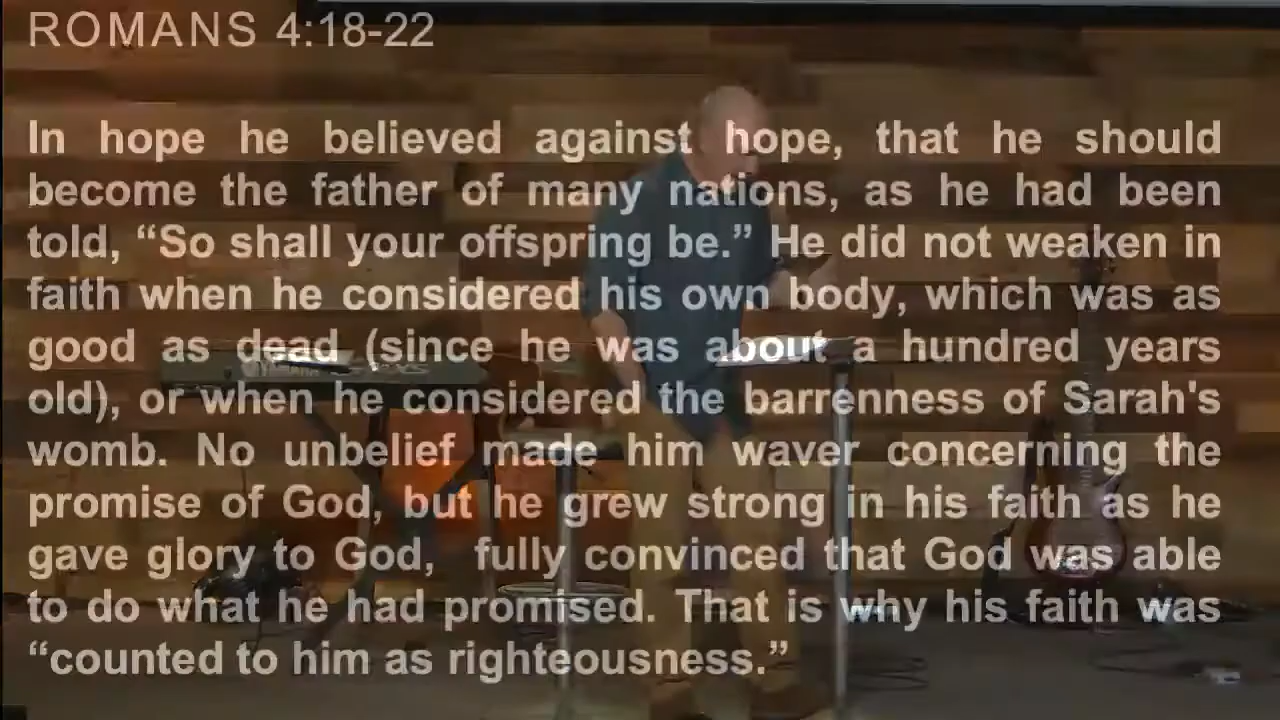 ROMANS 4:18-22
In hope he believed against hope, that he should
become the father of many nations, as he had been
told, “So shall your offspring be.” He did not weaken in
faith when he considered his own body, which was as
good as dead (since he was about a hundred years
old), or when he considered the barrenness of Sarah's
womb. No unbelief made him waver concerning the
promise of God, but he grew strong in his faith as he
gave glory to God, fully convinced that God was able
to do what he had promised. That is why his faith was
“counted to him as righteousness.”
YAMAHA